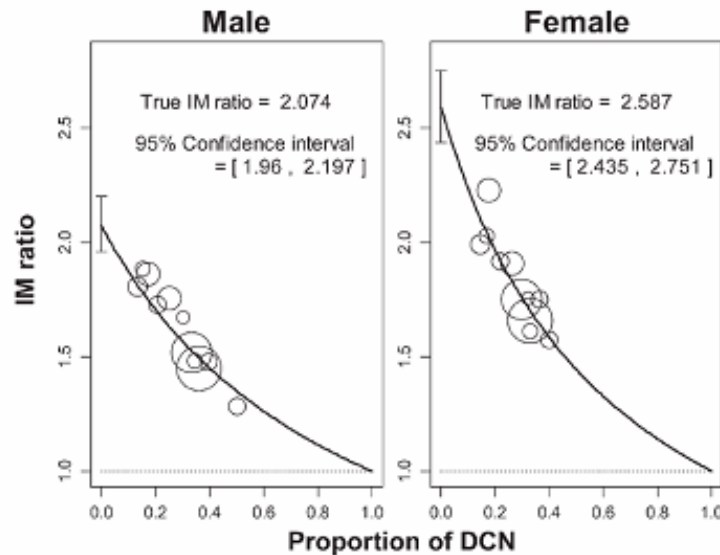 Male
Female
True IM ratio = 2.074
95% Confidence interval
= [ 1.96 , 2.197 ]
True IM ratio = 2.587
95% Confidence interval
= [ 2.435 , 2.751 ]
IM ratio
2.5
2.0
1.5
1.0
0.0 0.2 0.4 0.6 0.8 1.0
0.0 0.2 0.4 0.6 0.8 1.0
2.5
2.0
1.5
1.0
Proportion of DCN